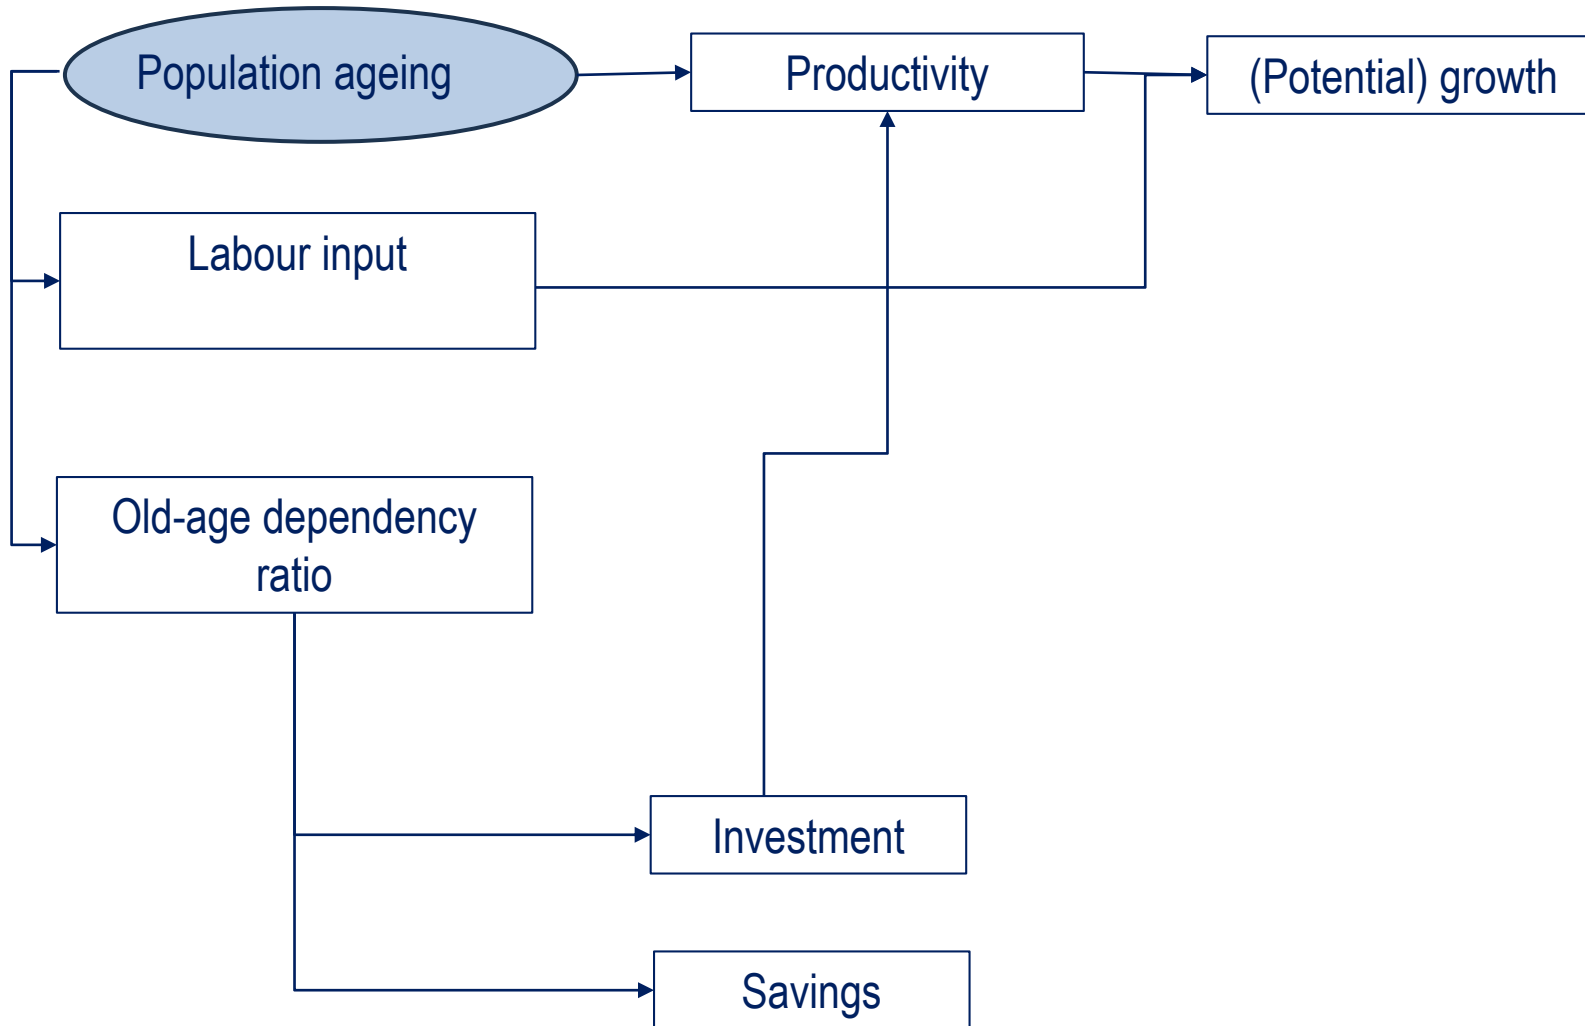 Population ageing
Productivity
(Potential) growth
Labour input
Old-age dependency
ratio
Investment
Savings